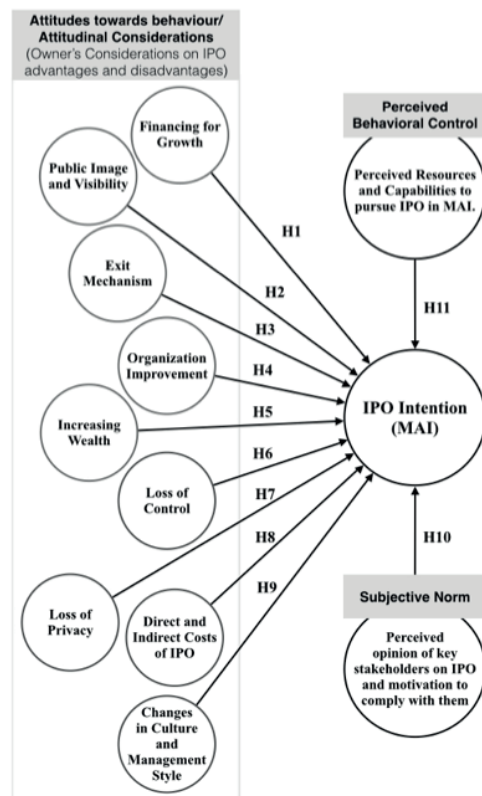 Attitudes towards behaviour/
Attitudinal Considerations
(Owner's Considerations on IPO
advantages and disadvantages)
Financing for
Growth
Public Image
and Visibility
Exit
Mechanism
Organization
Improvement
Increasing
Wealth
Loss of
Control
Loss of
Privacy
Direct and
Indirect Costs
of IPO
Changes
in Culture
and
Management
Style
H1
H2
H3
H4
H5
H6
H7
H8
H9
Perceived
Behavioral Control
Perceived Resources
and Capabilities to
pursue IPO in MAI.
H11
IPO Intention
(MAI)
H10
Subjective Norm
Perceived
opinion of key
stakeholders on IPO
and motivation to
comply with them